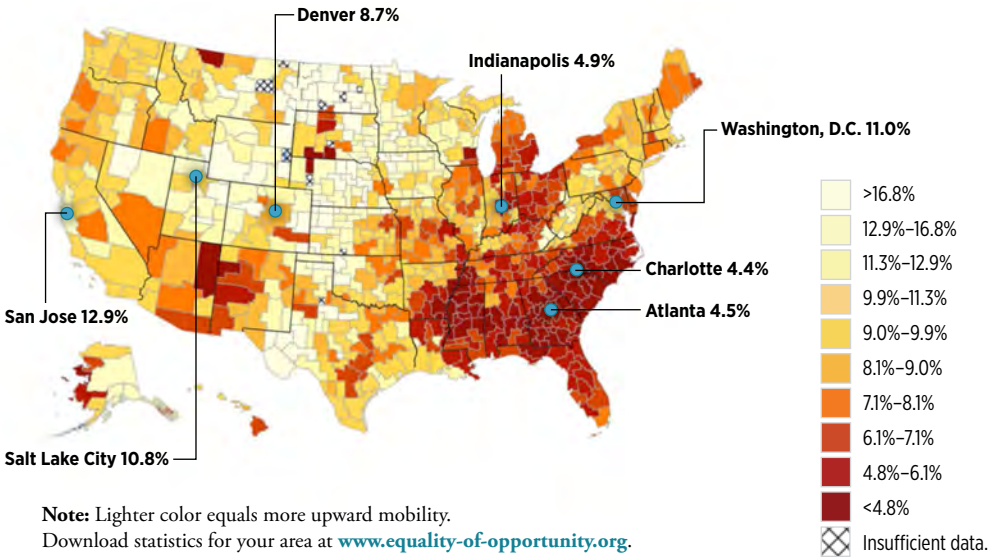 Denver 8.7%
Indianapolis 4.9%
Washington, D.C. 11.0%
Charlotte 4.4%
Atlanta 4.5%
San Jose 12.9%
Salt Lake City 10.8%
>16.8%
12.9%–16.8%
11.3%–12.9%
9.9%–11.3%
9.0%–9.9%
8.1%–9.0%
7.1%–8.1%
6.1%–7.1%
4.8%–6.1%
<4.8%
Insufficient data.
Note: Lighter color equals more upward mobility.
Download statistics for your area at www.equality-of-opportunity.org.